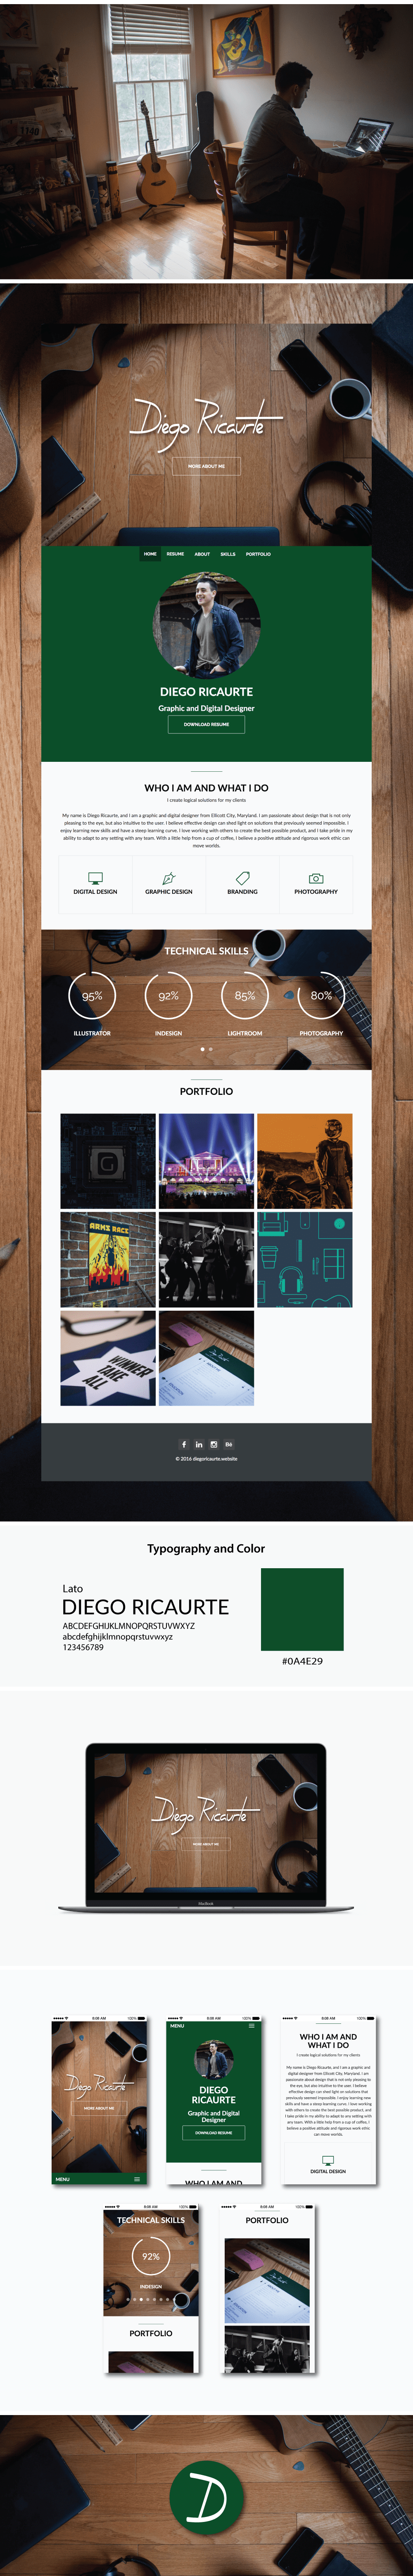 Diego Ricaurte
MORE ABOUT ME
HOME RESUME ABOUT SKILLS PORTFOLIO
DIEGO RICAURTE
Graphic and Digital Designer
DOWNLOAD RESUME
WHO I AM AND WHAT I DO
I create logical solutions for my clients
My name is Diego Ricaurte, and I am a graphic and digital designer from Ellicott City, Maryland. I am passionate about design that is not only
pleasing to the eye, but also intuitive to the user. I believe effective design can shed light on solutions that previously seemed impossible. I
enjoy learning new skills and have a steep learning curve. I love working with others to create the best possible product, and I take pride in my
ability to adapt to any setting with any team. With a little help from a cup of coffee, I believe a positive attitude and rigorous work ethic can
move worlds.
DIGITAL DESIGN GRAPHIC DESIGN BRANDING PHOTOGRAPHY
TECHNICAL SKILLS
95% 92% 85% 80%
ILLUSTRATOR INDESIGN LIGHTROOM PHOTOGRAPHY
PORTFOLIO
G
ARMS RACE
WINNER
TAKE
ALL
f in Bē
© 2016 diegoricaurte.website
Typography and Color
Lato
DIEGO RICAURTE
ABCDEFGHIJKLMNOPQRSTUVWXYZ
abcdefghijklmnopqrstuvwxyz
123456789
#0A4E29
Diego Ricaurte
MORE ABOUT ME
MacBook
9:08 AM 100%
Diego Ricaurte
MORE ABOUT ME
MENU
9:08 AM 100%
MENU
DIEGO
RICAURTE
Graphic and Digital
Designer
DOWNLOAD RESUME
WHO I AM AND
9:08 AM 100%
WHO I AM AND
WHAT I DO
I create logical solutions for my clients
My name is Diego Ricaurte, and I am a graphic and
digital designer from Ellicott City, Maryland. I am
passionate about design that is not only pleasing to
the eye, but also intuitive to the user. I believe
effective design can shed light on solutions that
previously seemed impossible. I enjoy learning new
skills and have a steep learning curve. I love working
with others to create the best possible product, and
I take pride in my ability to adapt to any setting with
any team. With a little help from a cup of coffee, I
believe a positive attitude and rigorous work ethic
can move worlds.
DIGITAL DESIGN
9:08 AM 100%
TECHNICAL SKILLS
92%
INDESIGN
PORTFOLIO
9:08 AM 100%
PORTFOLIO
D